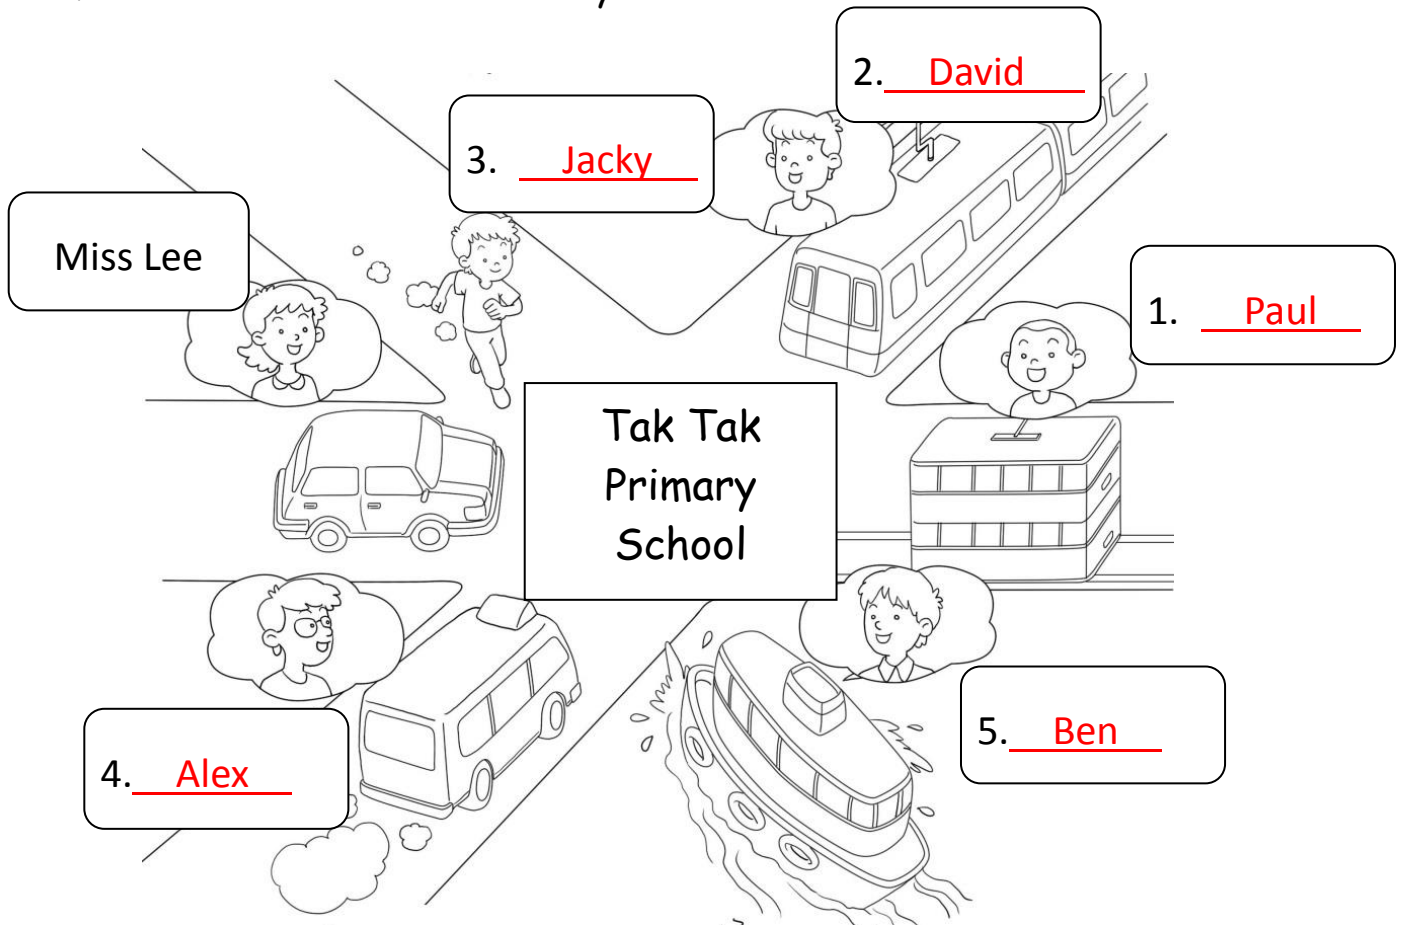 2. David
3. Jacky
Miss Lee
1. Paul
Tak Tak
Primary
School
5. Ben
4. Alex